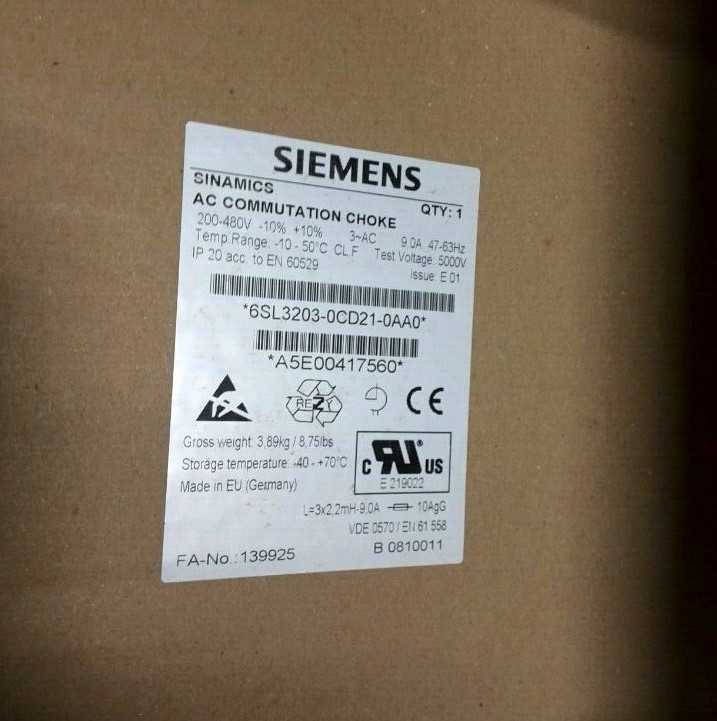 SIEMENS
SINAMICS
AC COMMUTATION CHOKE QTY: 1
200-480V -10% +10% 3~AC 9,0A 47-63Hz
Temp.Range: -10 - 50°C CL.F Test Voltage: 5000V
IP 20 acc. to EN 60529 Issue: E 01
*6SL3203-0CD21-0AA0*
*A5E00417560*
REZY
CE
Gross weight: 3,89kg / 8,75lbs
Storage temperature: -40 - +70°C
Made in EU (Germany)
c RU ® US
E 219022
L=3x2.2mH-9,0A 10AgG
VDE 0570 / EN 61 558
FA-No.:139925 B 0810011